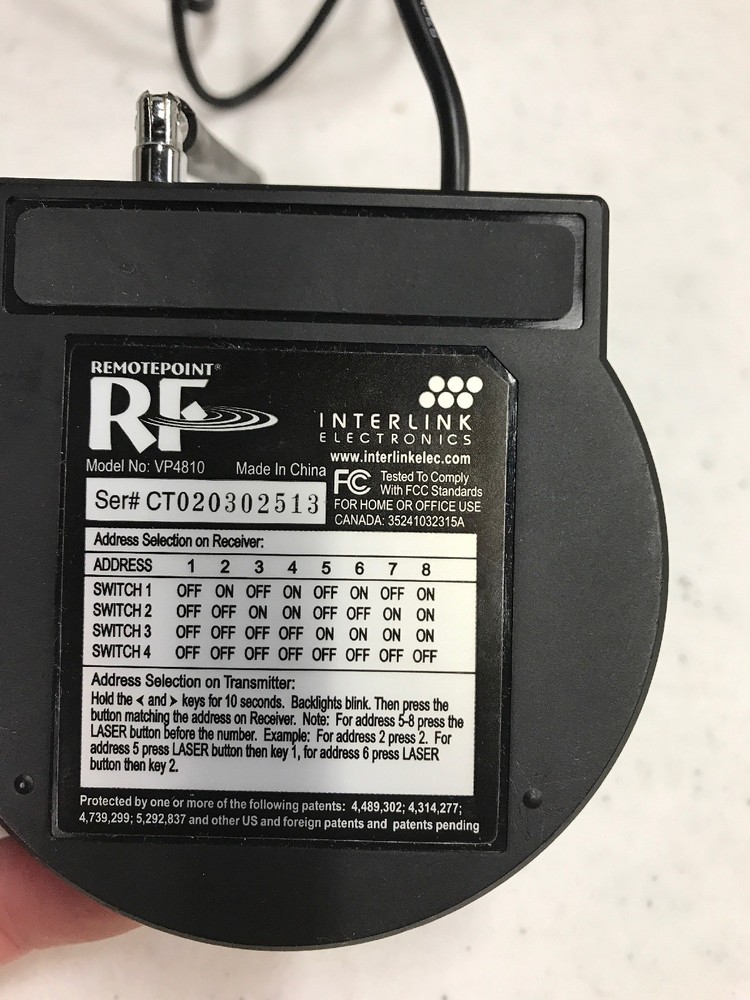 REMOTEPOINT®
RF
INTERLINK
ELECTRONICS
www.interlinkelec.com
Model No: VP4810 Made In China
FC Tested To Comply
With FCC Standards
FOR HOME OR OFFICE USE
CANADA: 35241032315A
Ser# CT020302513
Address Selection on Receiver:
ADDRESS 1 2 3 4 5 6 7 8
SWITCH 1 OFF ON OFF ON OFF ON OFF ON
SWITCH 2 OFF OFF ON ON OFF OFF ON ON
SWITCH 3 OFF OFF OFF OFF ON ON ON ON
SWITCH 4 OFF OFF OFF OFF OFF OFF OFF OFF
Address Selection on Transmitter:
Hold the < and > keys for 10 seconds. Backlights blink. Then press the
button matching the address on Receiver. Note: For address 5-8 press the
LASER button before the number. Example: For address 2 press 2. For
address 5 press LASER button then key 1, for address 6 press LASER
button then key 2.
Protected by one or more of the following patents: 4,489,302; 4,314,277;
4,739,299; 5,292,837 and other US and foreign patents and patents pending